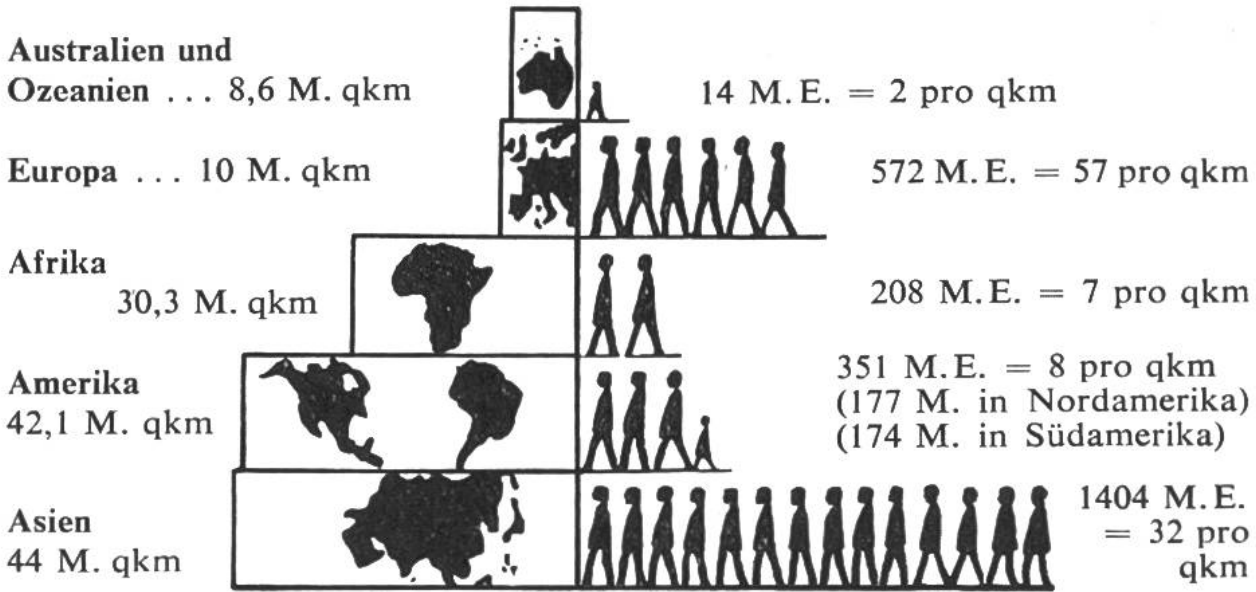 Australien und
Ozeanien ... 8,6 M. qkm
14 M. E. = 2 pro qkm
Europa ... 10 M. qkm
572 M. E. = 57 pro qkm
Afrika
30,3 M. qkm
208 M. E. = 7 pro qkm
Amerika
42,1 M. qkm
351 M. E. = 8 pro qkm
(177 M. in Nordamerika)
(174 M. in Südamerika)
Asien
44 M. qkm
1404 M. E.
= 32 pro
qkm